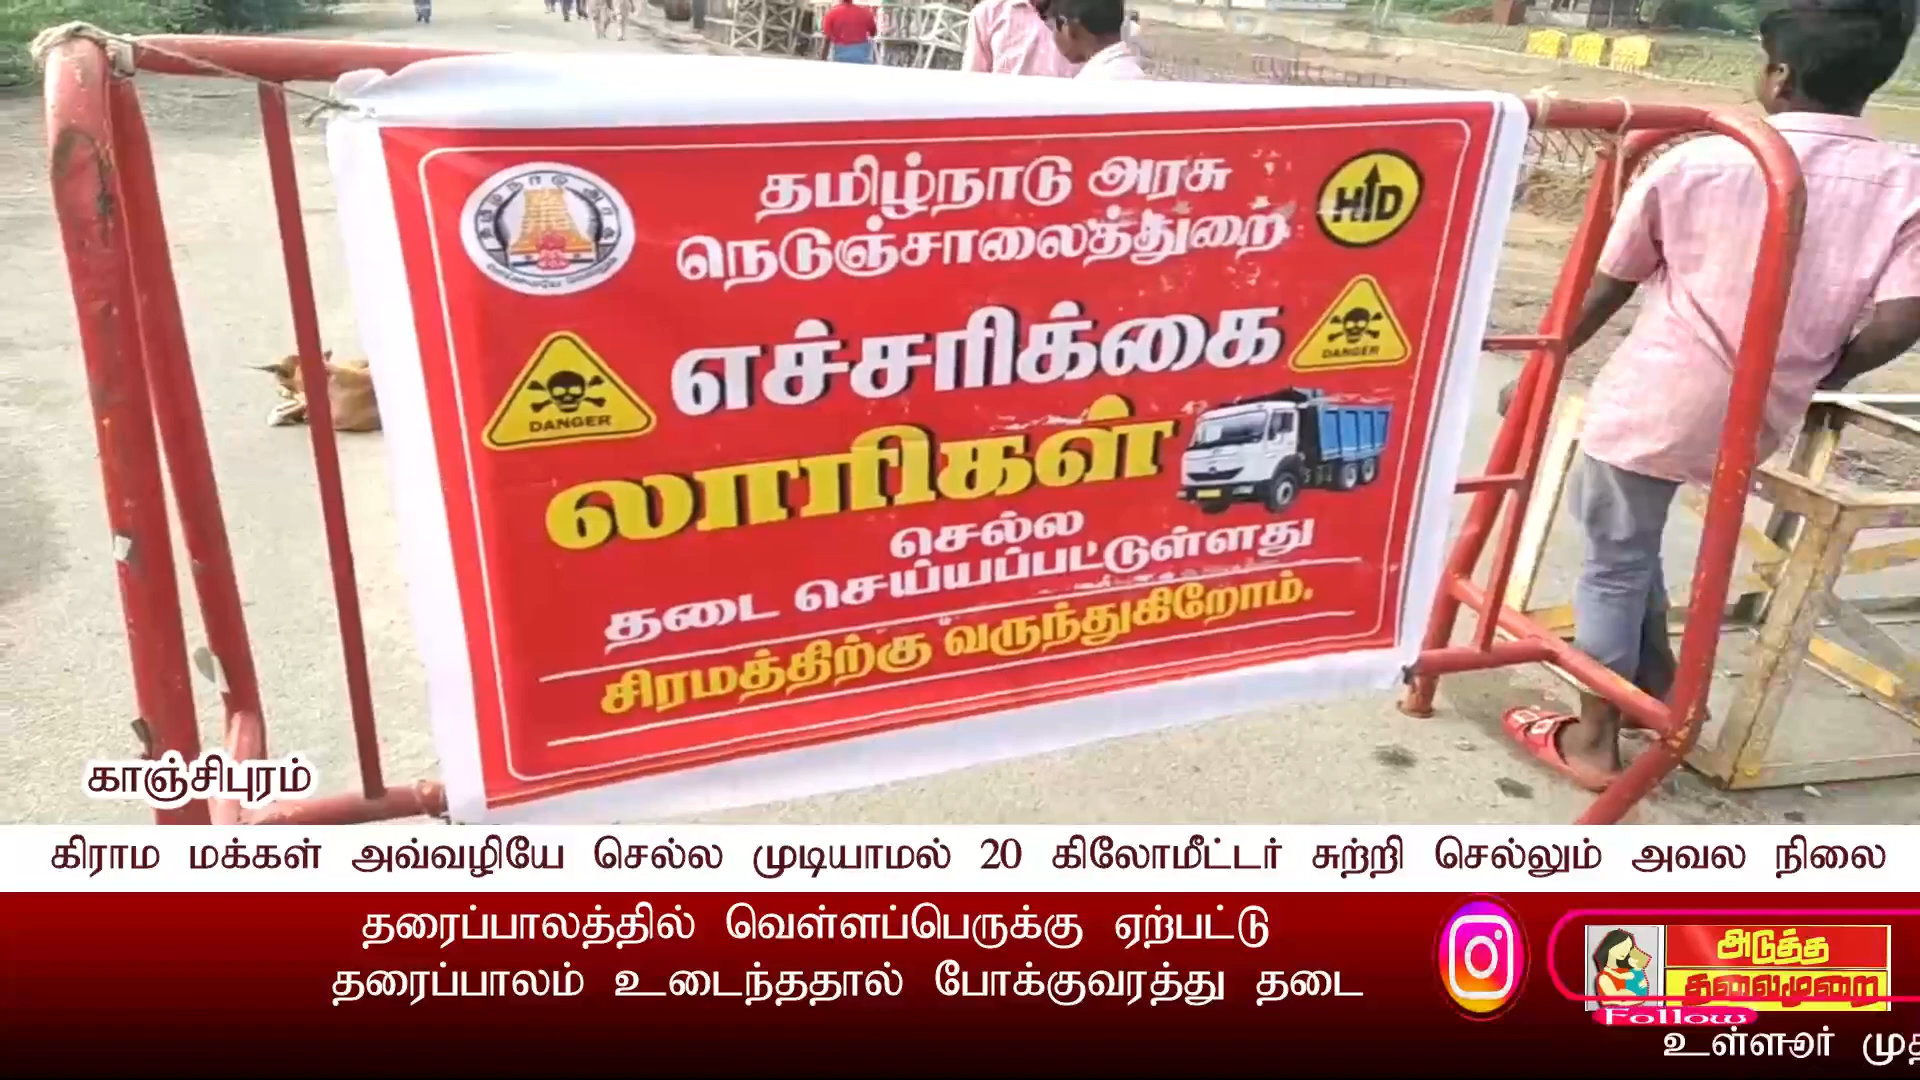 தமிழ்நாடு அரசு
நெடுஞ்சாலைத்துறை
HD
எச்சரிக்கை
DANGER
DANGER
லாரிகள்
செல்ல
தடை செய்யப்பட்டுள்ளது
சிரமத்திற்கு வருந்துகிறோம்.
காஞ்சிபுரம்
கிராம மக்கள் அவ்வழியே செல்ல முடியாமல் 20 கிலோமீட்டர் சுற்றி செல்லும் அவல நிலை
தரைப்பாலத்தில் வெள்ளப்பெருக்கு ஏற்பட்டு
தரைப்பாலம் உடைந்ததால் போக்குவரத்து தடை
அடுத்த
தலைமுறை
Follow
உள்ளூர்